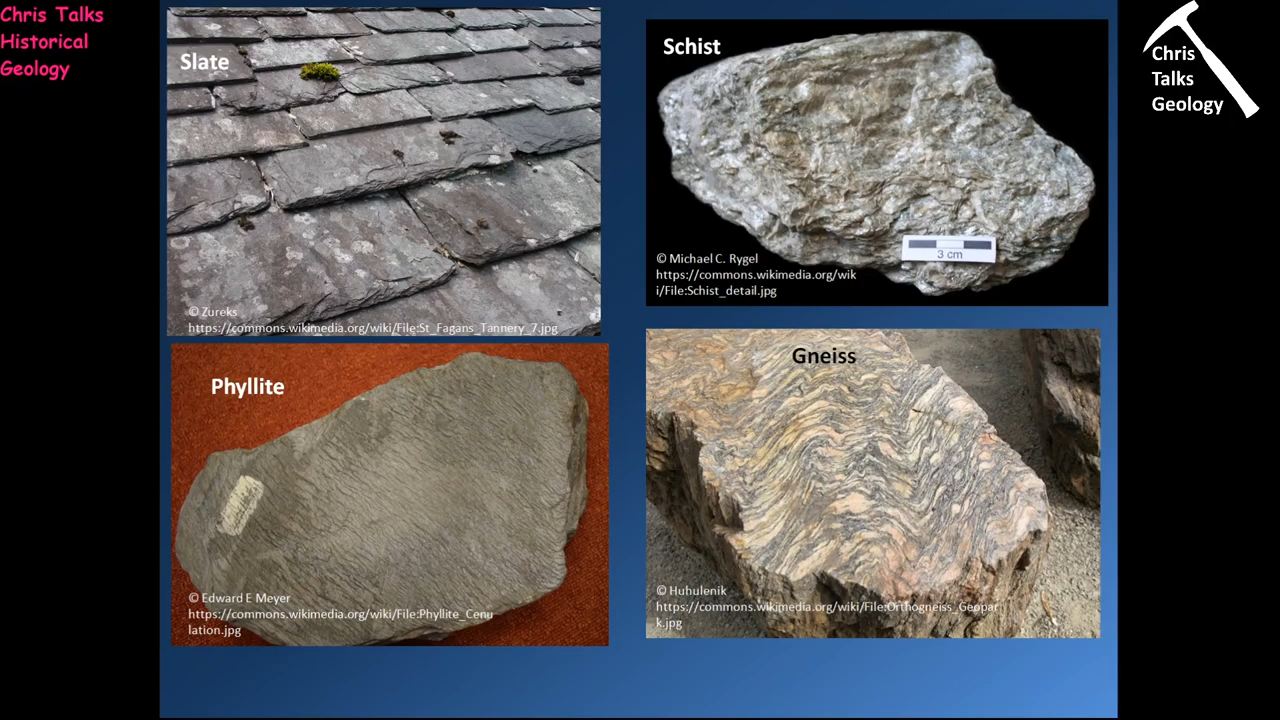 Chris Talks
Historical
Geology
Slate
© Zureks
https://commons.wikimedia.org/wiki/File:St_Fagans_Tannery_7.jpg
Schist
3 cm
© Michael C. Rygel
https://commons.wikimedia.org/wik
i/File:Schist_detail.jpg
Chris
Talks
Geology
Phyllite
© Edward E Meyer
https://commons.wikimedia.org/wiki/File:Phyllite_Cenu
lation.jpg
Gneiss
© Huhulenik
https://commons.wikimedia.org/wiki/File:Orthogneiss_Geopar
k.jpg